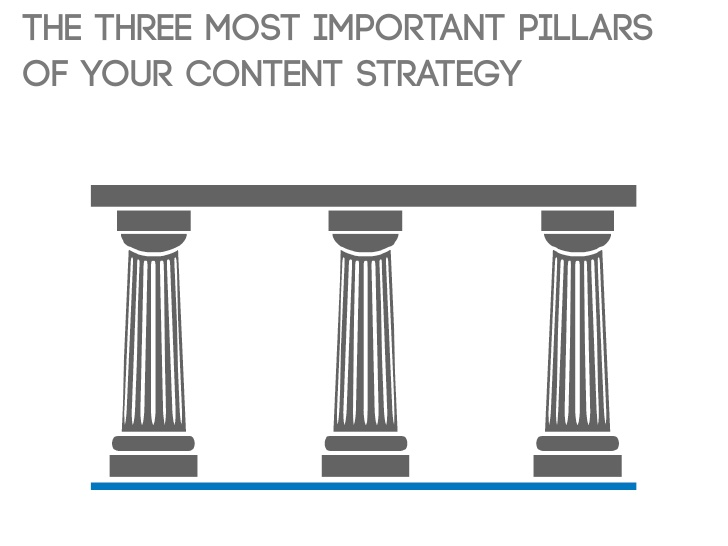 THE THREE MOST IMPORTANT PILLARS
OF YOUR CONTENT STRATEGY